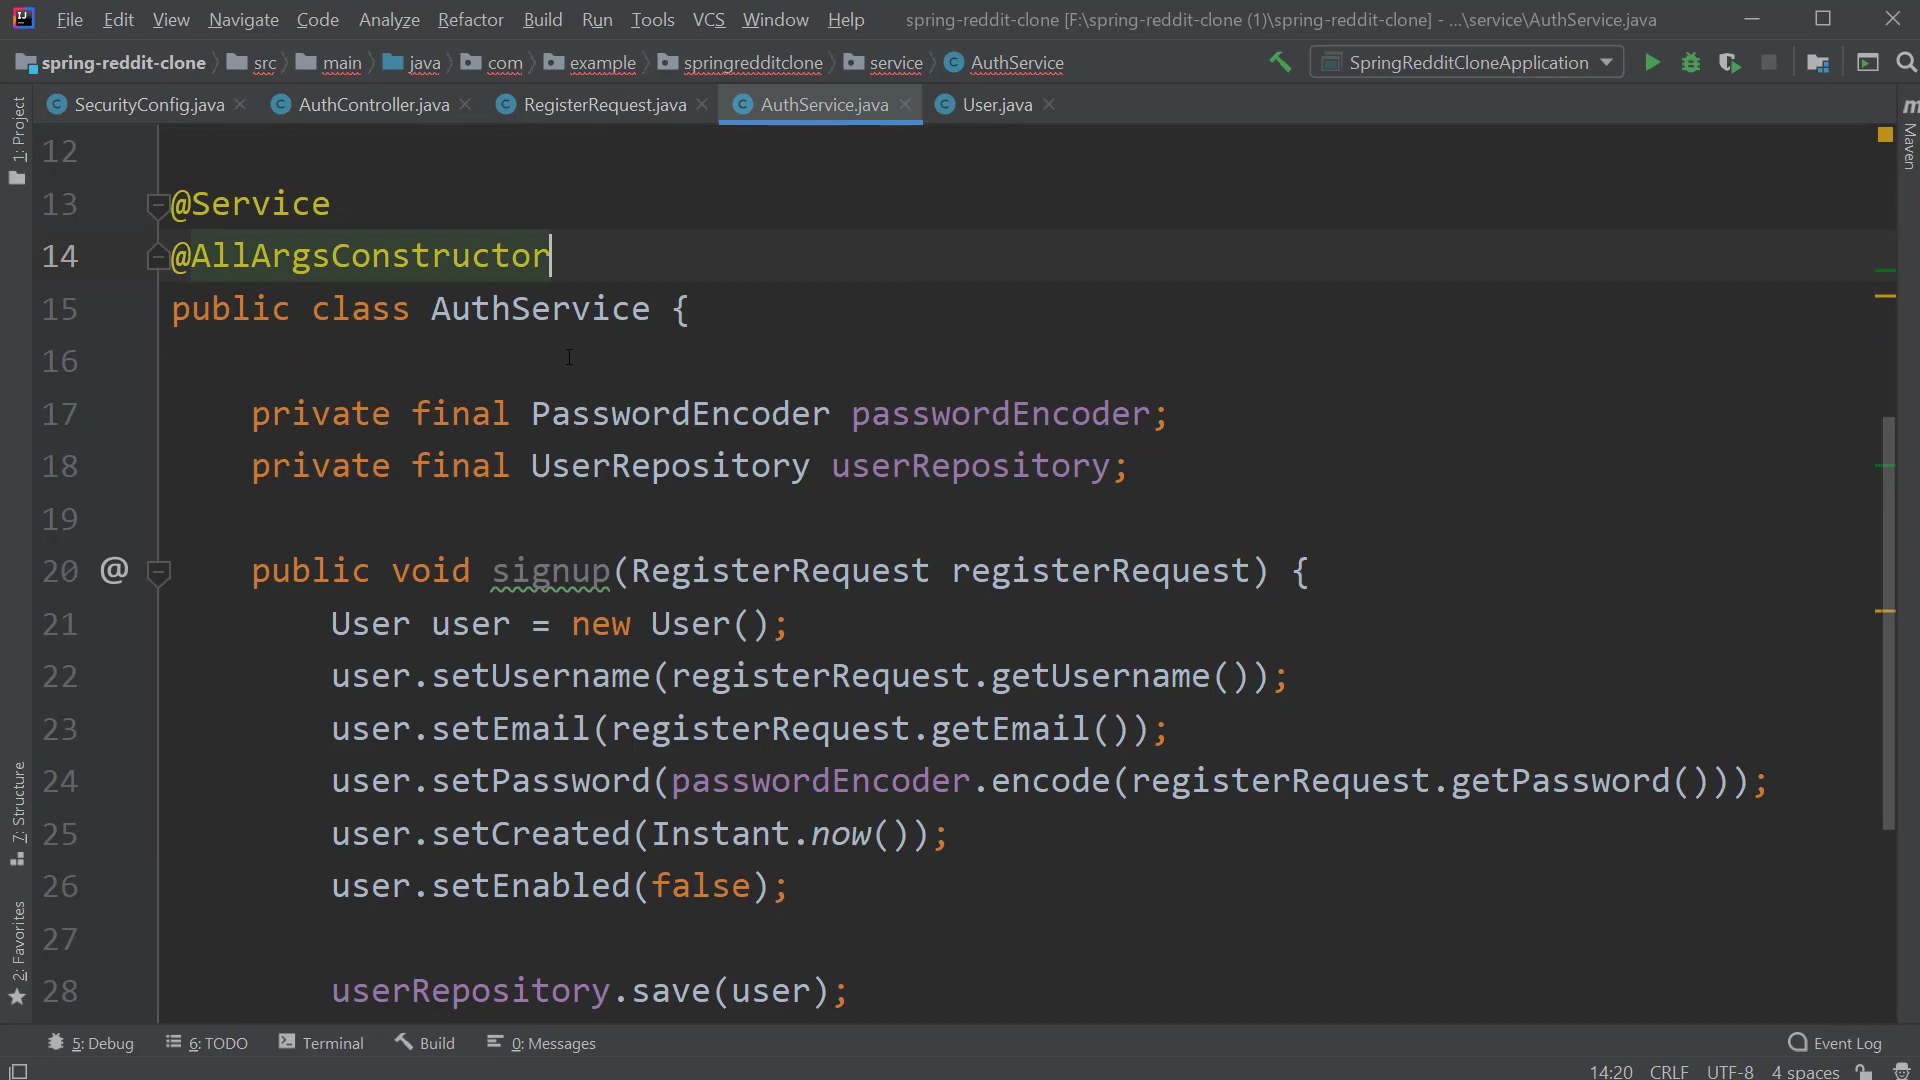 File Edit View Navigate Code Analyze Refactor Build Run Tools VCS Window Help spring-reddit-clone [F:\spring-reddit-clone (1)\spring-reddit-clone] - ...\service\AuthService.java
spring-reddit-clone src main java com example springredditclone service AuthService SpringRedditCloneApplication
SecurityConfig.java AuthController.java RegisterRequest.java AuthService.java User.java
1: Project
Maven
12
13 @Service
14 @AllArgsConstructor
15 public class AuthService {
16
17 private final PasswordEncoder passwordEncoder;
18 private final UserRepository userRepository;
19
20 @ public void signup(RegisterRequest registerRequest) {
21 User user = new User();
22 user.setUsername(registerRequest.getUsername());
23 user.setEmail(registerRequest.getEmail());
24 user.setPassword(passwordEncoder.encode(registerRequest.getPassword()));
25 user.setCreated(Instant.now());
26 user.setEnabled(false);
27
28 userRepository.save(user);
7: Structure
2: Favorites
5: Debug 6: TODO Terminal Build 0: Messages Event Log
14:20 CRLF UTF-8 4 spaces